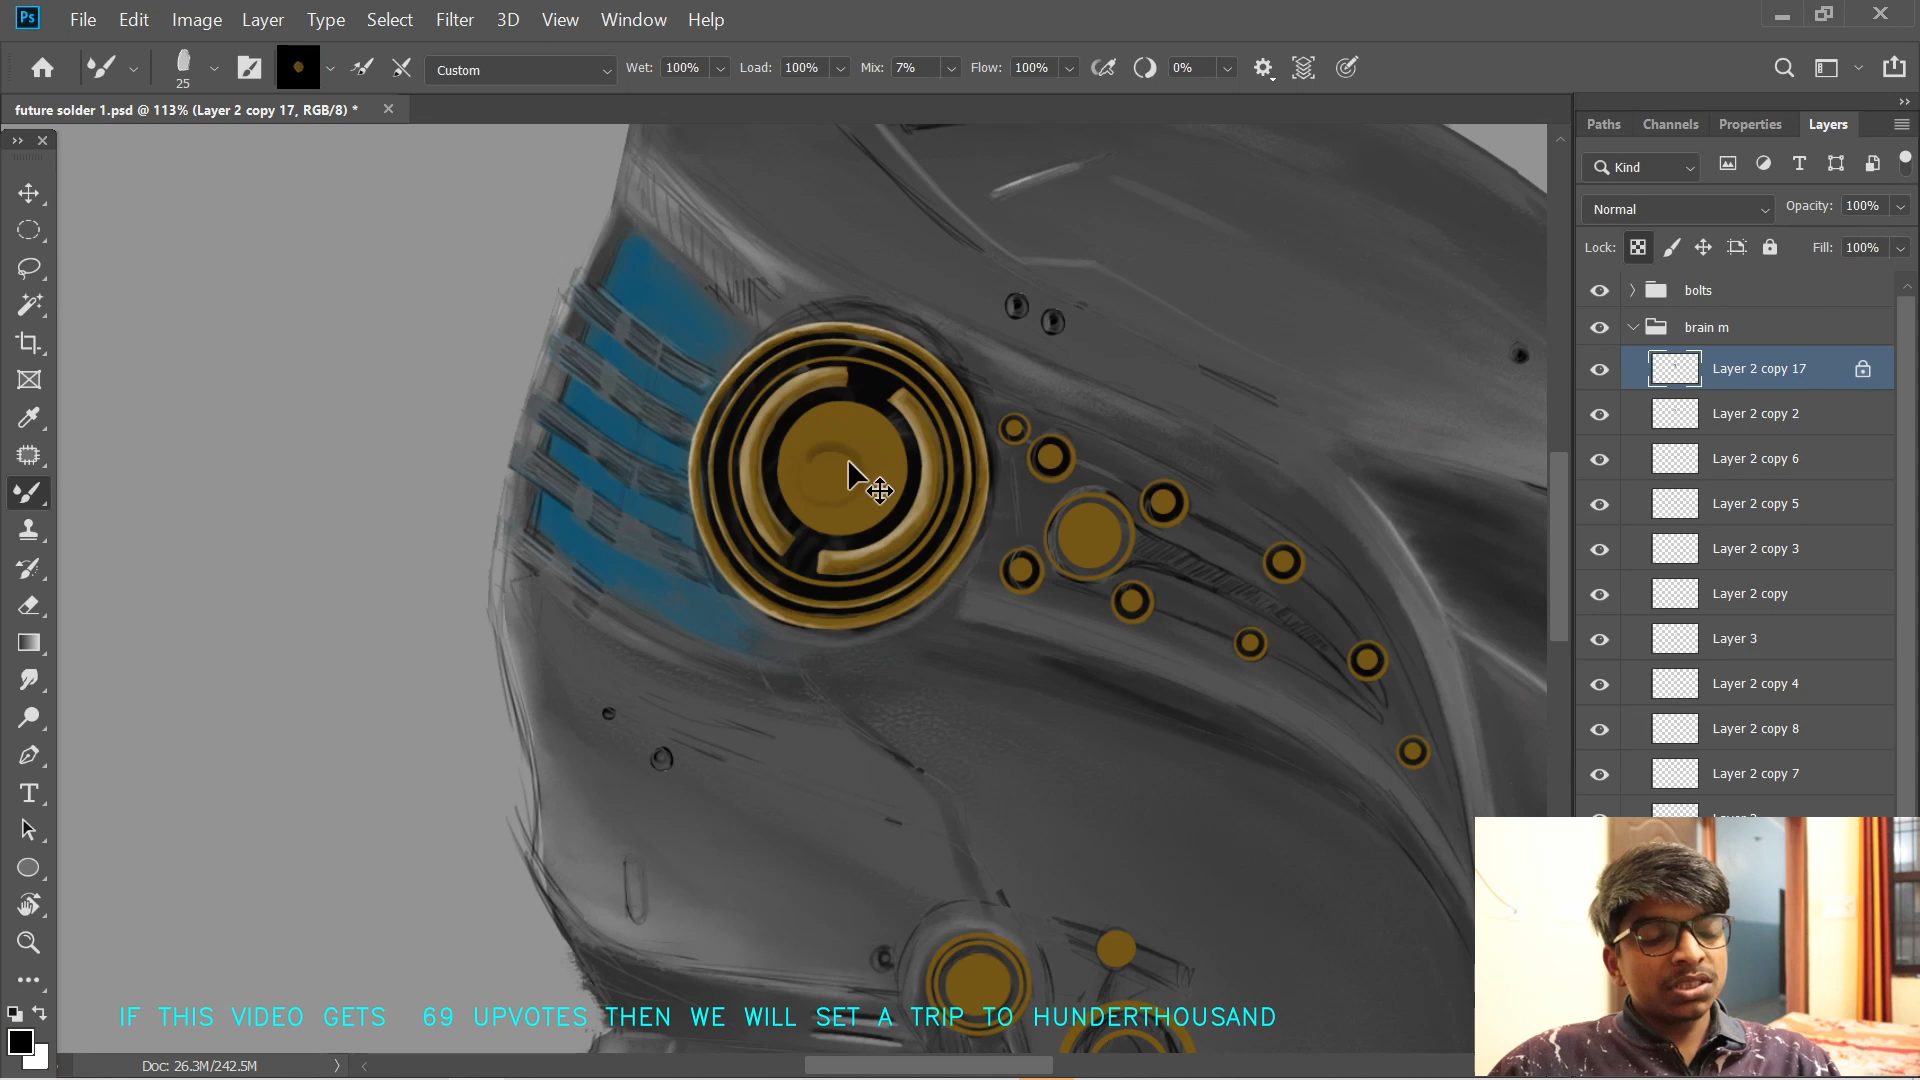 Ps File Edit Image Layer Type Select Filter 3D View Window Help
25 Custom Wet: 100% Load: 100% Mix: 7% Flow: 100% 0%
future solder 1.psd @ 113% (Layer 2 copy 17, RGB/8) *
Paths Channels Properties Layers
Kind
Normal Opacity: 100%
Lock: Fill: 100%
bolts
brain m
Layer 2 copy 17
Layer 2 copy 2
Layer 2 copy 6
Layer 2 copy 5
Layer 2 copy 3
Layer 2 copy
Layer 3
Layer 2 copy 4
Layer 2 copy 8
Layer 2 copy 7
IF THIS VIDEO GETS 69 UPVOTES THEN WE WILL SET A TRIP TO HUNDERTHOUSAND
Doc: 26.3M/242.5M